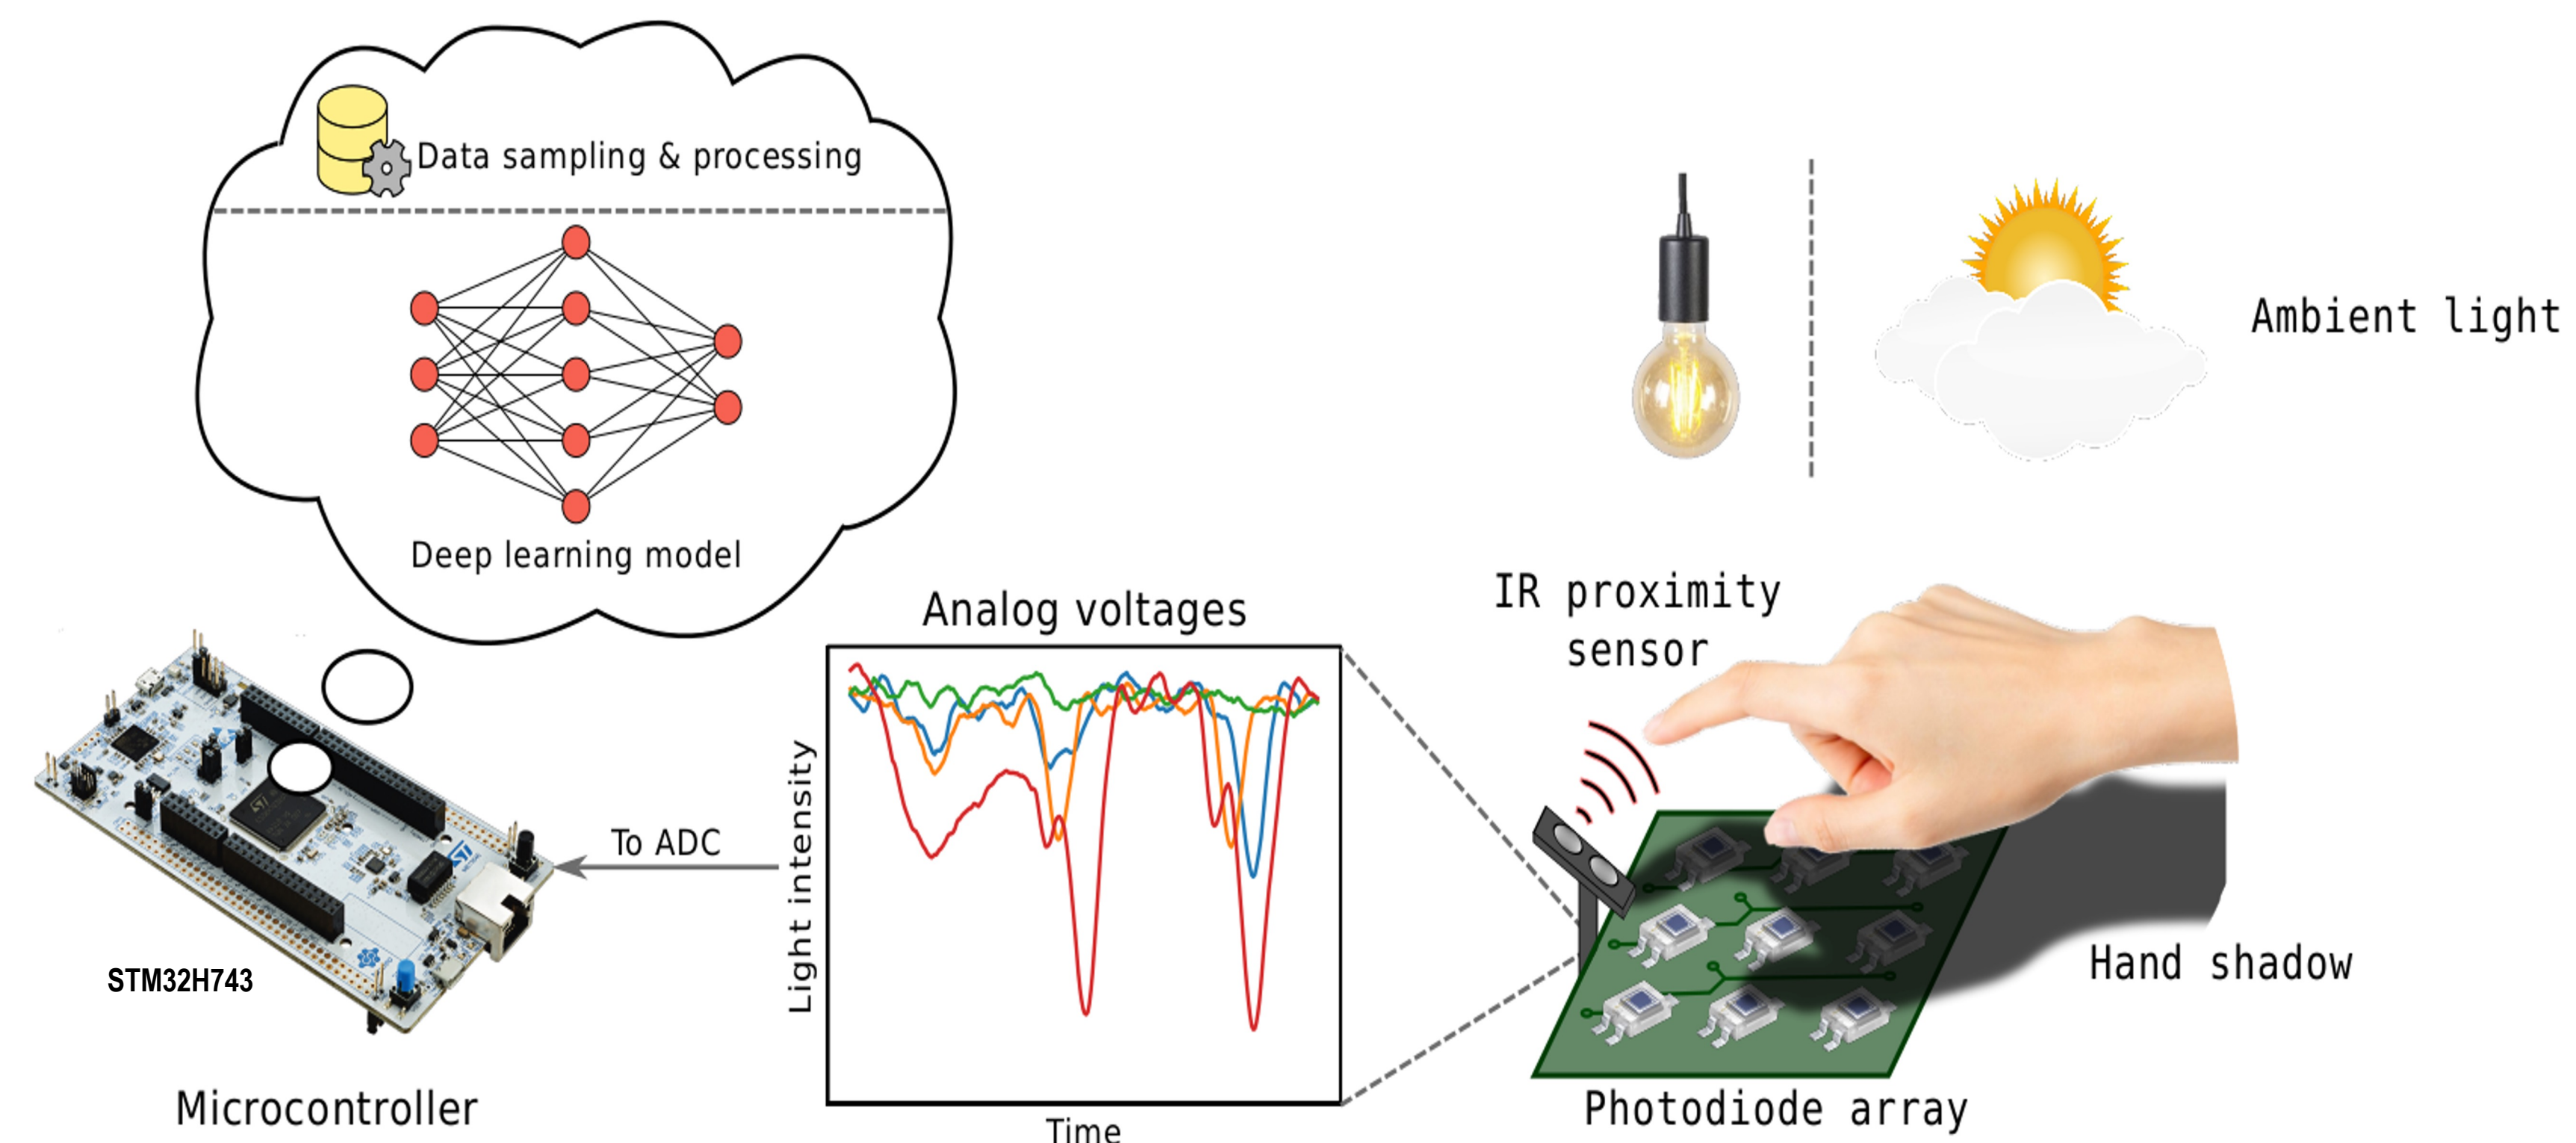 Data sampling & processing
Deep learning model
Ambient light
IR proximity
sensor
Analog voltages
Light intensity
Time
To ADC
STM32H743
Microcontroller
Hand shadow
Photodiode array